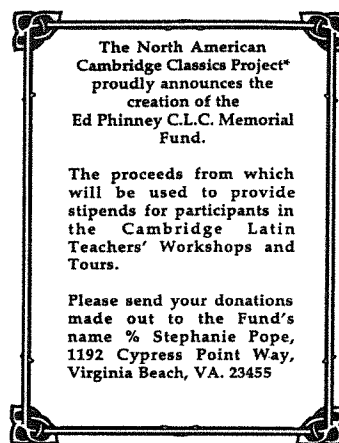 The North American
Cambridge Classics Project*
proudly announces the
creation of the
Ed Phinney C.L.C. Memorial
Fund.
The proceeds from which
will be used to provide
stipends for participants in
the Cambridge Latin
Teachers' Workshops and
Tours.
Please send your donations
made out to the Fund's
name % Stephanie Pope,
1192 Cypress Point Way,
Virginia Beach, VA. 23455